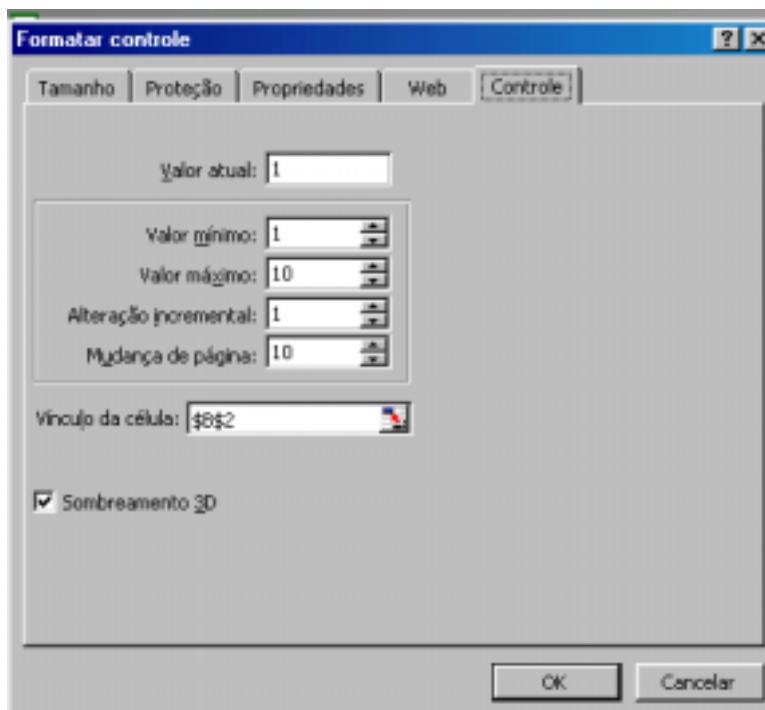 Formatar controle
Tamanho Proteção Propriedades Web Controle
Valor atual: 1
Valor mínimo: 1
Valor máximo: 10
Alteração incremental: 1
Mudança de página: 10
Vínculo da célula: $B$2
Sombreamento 3D
OK Cancelar